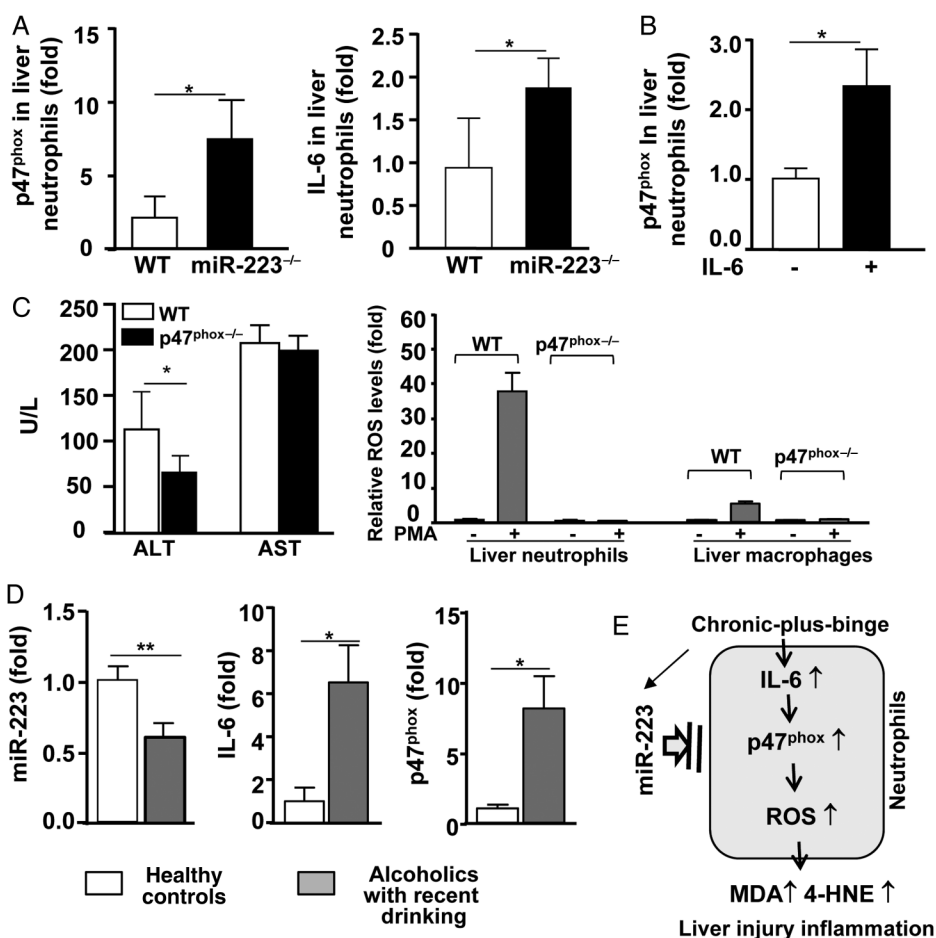 A
p47phox in liver
neutrophils (fold)
15
10
5
0
*
WT
miR-223–/–
IL-6 in liver
neutrophils (fold)
2.5
2.0
1.5
1.0
0.5
0
*
WT
miR-223–/–
B
p47phox In liver
neutrophils (fold)
3.0
2.0
1.0
0.0
*
IL-6
-
+
C
U/L
250
200
150
100
50
0
WT
p47phox–/–
*
ALT
AST
Relative ROS levels (fold)
60
50
40
30
20
10
0
WT
p47phox–/–
WT
p47phox–/–
PMA
- + - + - + - +
Liver neutrophils
Liver macrophages
D
miR-223 (fold)
1.5
1.0
0.5
0.0
**
IL-6 (fold)
10
8
6
4
2
0
*
p47phox (fold)
15
10
5
0
*
Healthy
controls
Alcoholics
with recent
drinking
E
Chronic-plus-binge
IL-6 ↑
p47phox ↑
ROS ↑
miR-223
Neutrophils
MDA↑ 4-HNE ↑
Liver injury inflammation